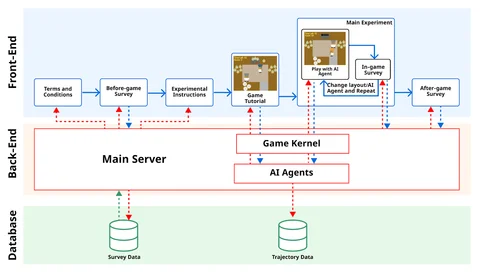 Front-End
Main Experiment
Play with AI
Agent
In-game
Survey
Change layout/AI
Agent and Repeat
Terms and
Conditions
Before-game
Survey
Experimental
Instructions
Game
Tutorial
After-game
Survey
Back-End
Main Server
Game Kernel
AI Agents
Database
Survey Data
Trajectory Data